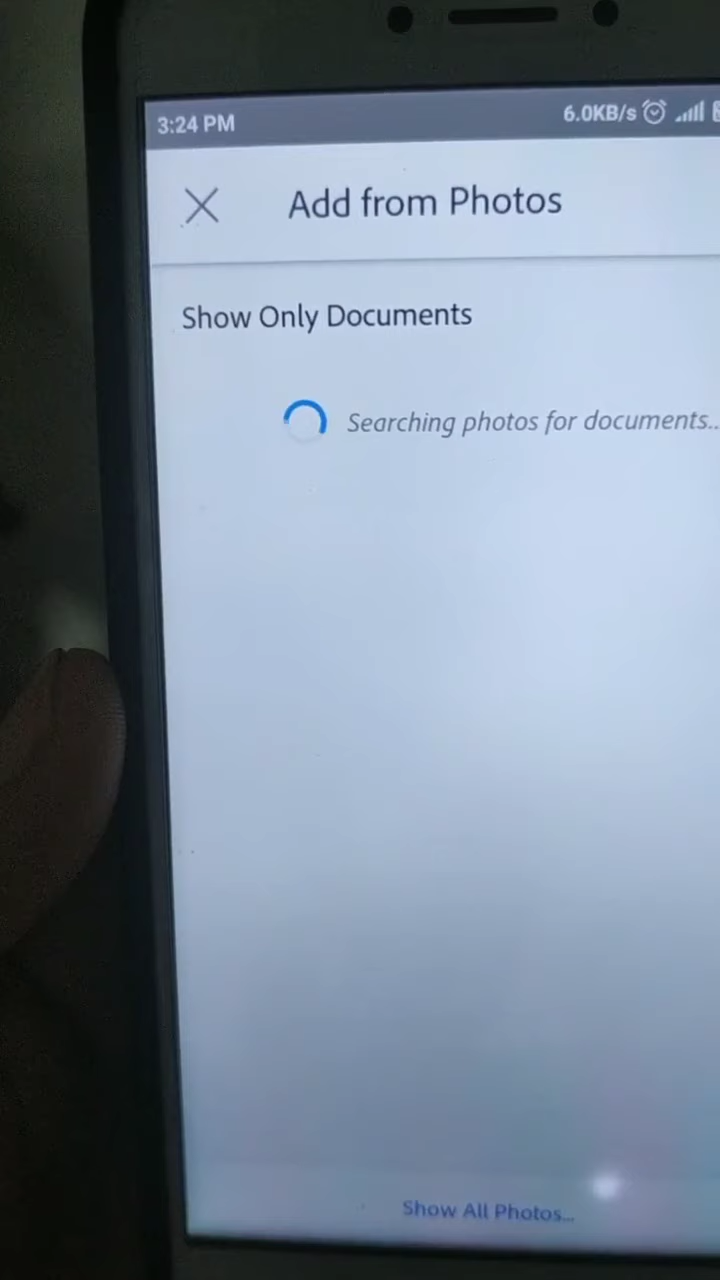 3:24 PM 6.0KB/s
Add from Photos
Show Only Documents
Searching photos for documents..
Show All Photos...